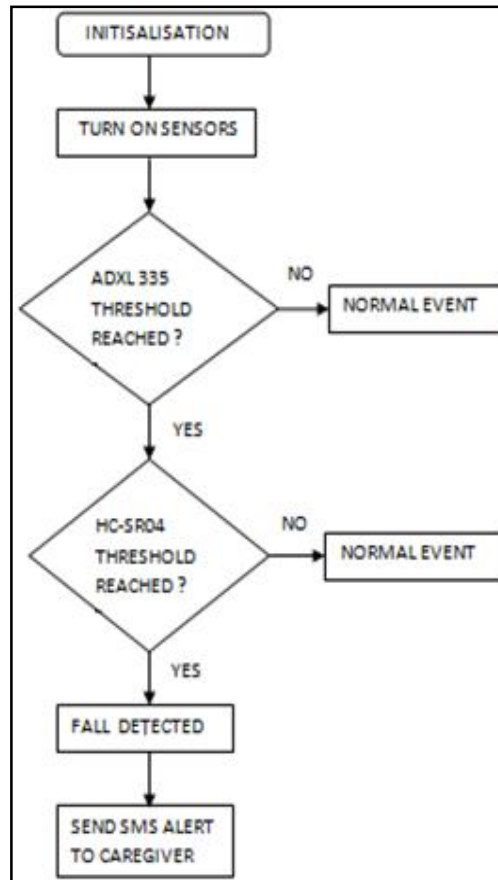 INITISALISATION
TURN ON SENSORS
ADXL 335
THRESHOLD
REACHED ?
NO
NORMAL EVENT
YES
HC-SR04
THRESHOLD
REACHED ?
NO
NORMAL EVENT
YES
FALL DETECTED
SEND SMS ALERT
TO CAREGIVER